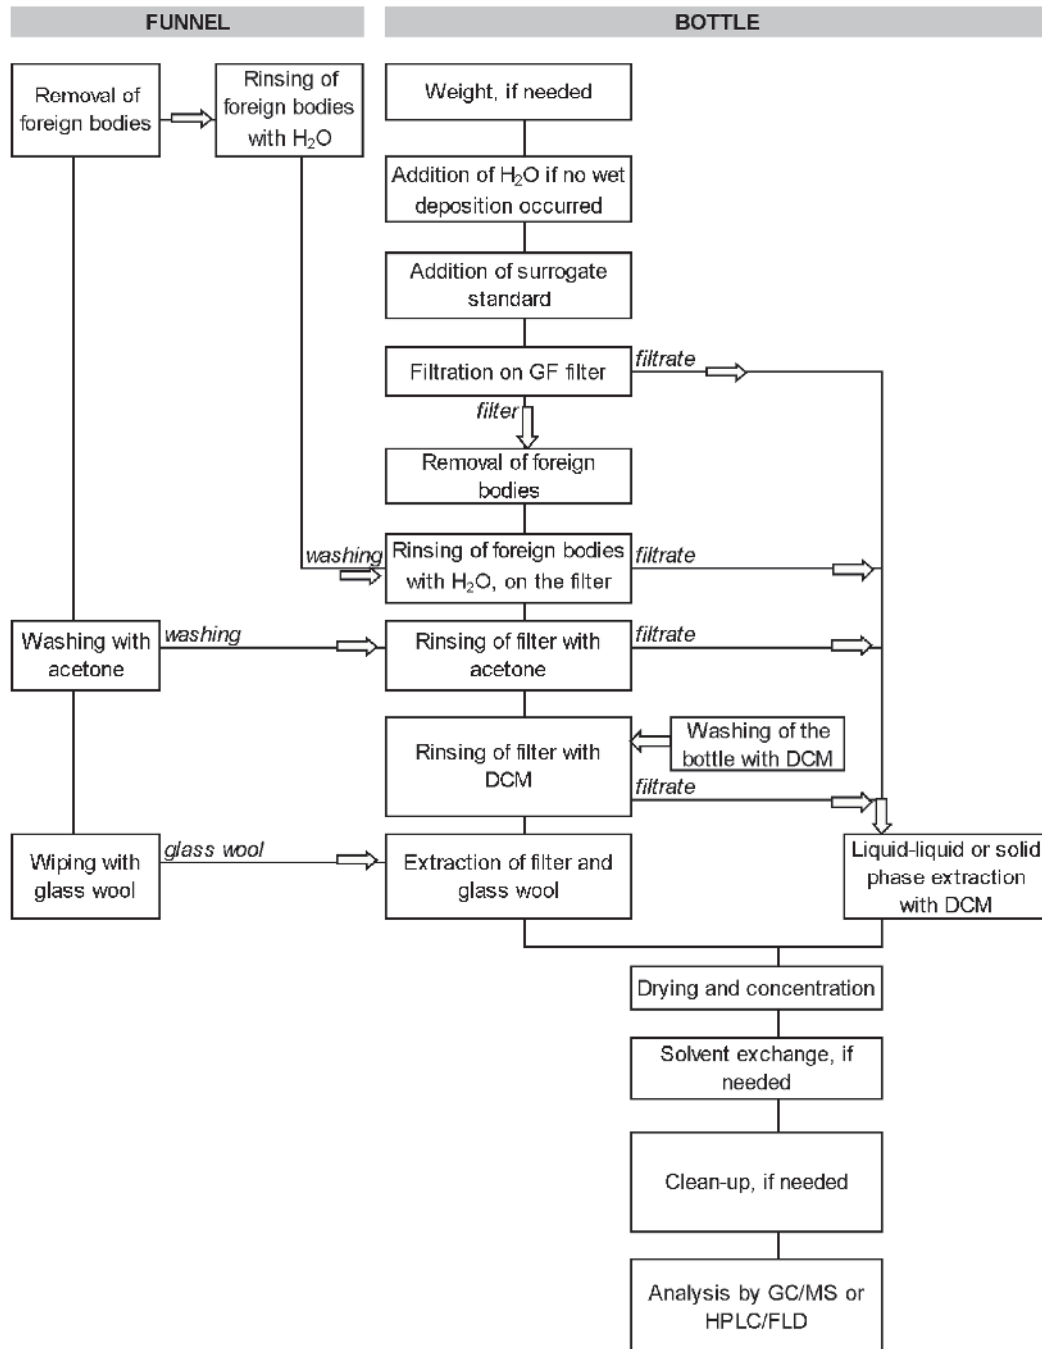 FUNNEL
BOTTLE
Removal of
foreign bodies
Rinsing of
foreign bodies
with H₂O
Weight, if needed
Addition of H₂O if no wet
deposition occurred
Addition of surrogate
standard
Filtration on GF filter
filtrate
filter
Removal of foreign
bodies
washing
Rinsing of foreign bodies
with H₂O, on the filter
filtrate
Washing with
acetone
washing
Rinsing of filter with
acetone
filtrate
Rinsing of filter with
DCM
Washing of the
bottle with DCM
filtrate
Wiping with
glass wool
glass wool
Extraction of filter and
glass wool
Liquid-liquid or solid
phase extraction
with DCM
Drying and concentration
Solvent exchange, if
needed
Clean-up, if needed
Analysis by GC/MS or
HPLC/FLD